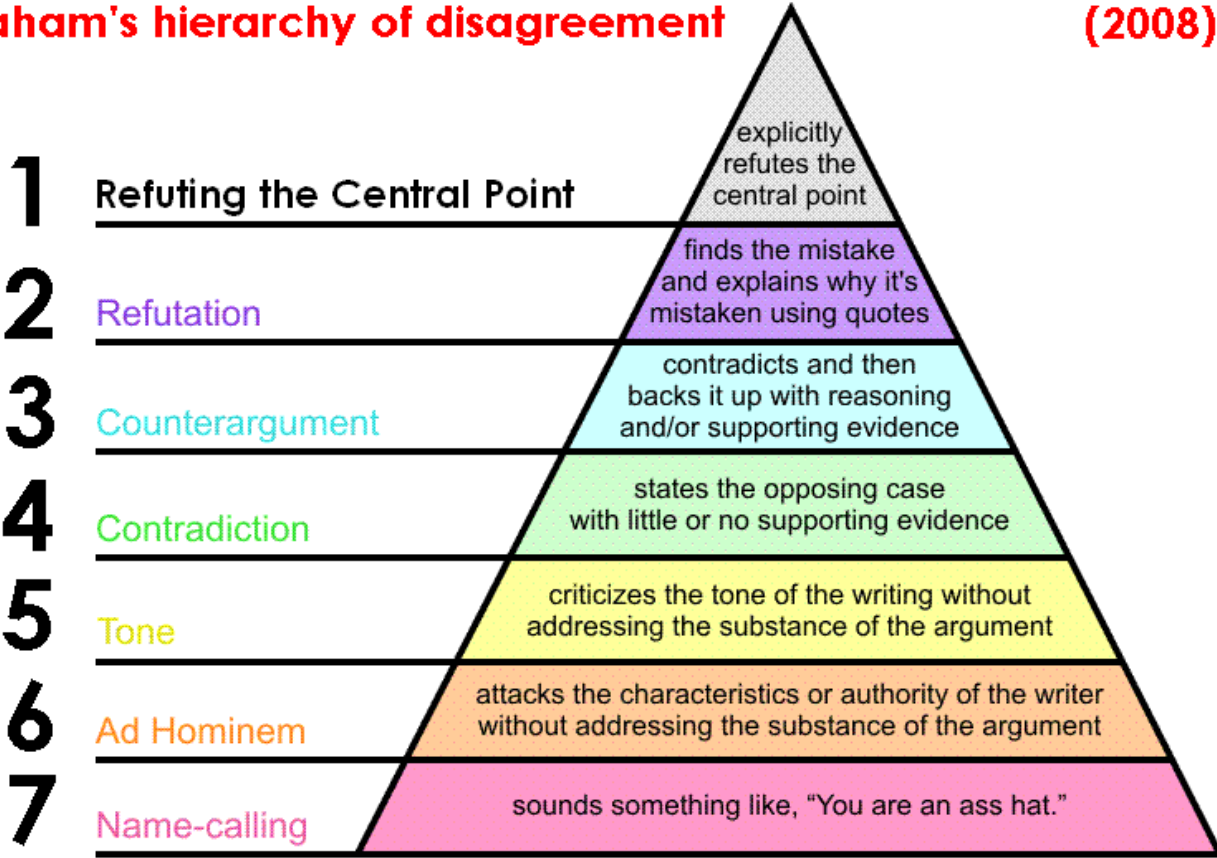 aham's hierarchy of disagreement (2008)
explicitly
refutes the
central point
1 Refuting the Central Point
finds the mistake
and explains why it's
mistaken using quotes
2 Refutation
contradicts and then
backs it up with reasoning
and/or supporting evidence
3 Counterargument
states the opposing case
with little or no supporting evidence
4 Contradiction
criticizes the tone of the writing without
addressing the substance of the argument
5 Tone
attacks the characteristics or authority of the writer
without addressing the substance of the argument
6 Ad Hominem
sounds something like, “You are an ass hat.”
7 Name-calling